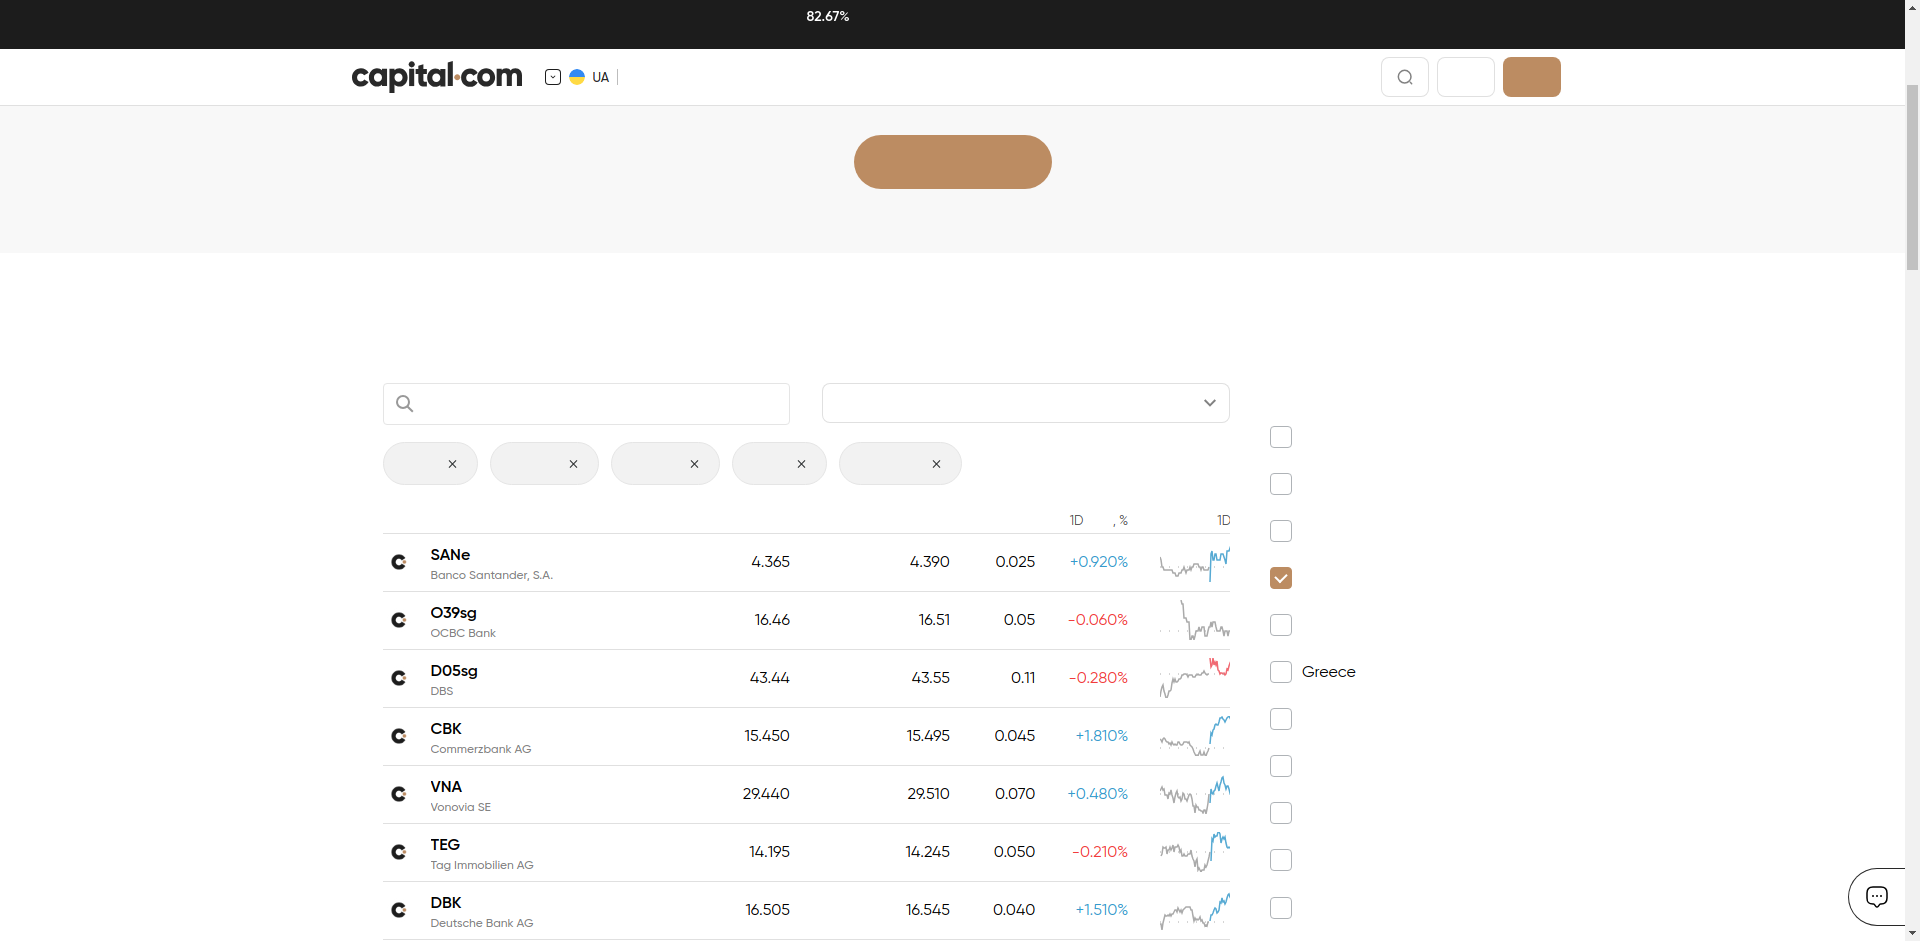 82.67%
capital.com
UA
1D , % 1D
SANe 4.365 4.390 0.025 +0.920%
Banco Santander, S.A.
O39sg 16.46 16.51 0.05 -0.060%
OCBC Bank
D05sg 43.44 43.55 0.11 -0.280%
DBS
CBK 15.450 15.495 0.045 +1.810%
Commerzbank AG
VNA 29.440 29.510 0.070 +0.480%
Vonovia SE
TEG 14.195 14.245 0.050 -0.210%
Tag Immobilien AG
DBK 16.505 16.545 0.040 +1.510%
Deutsche Bank AG
Greece